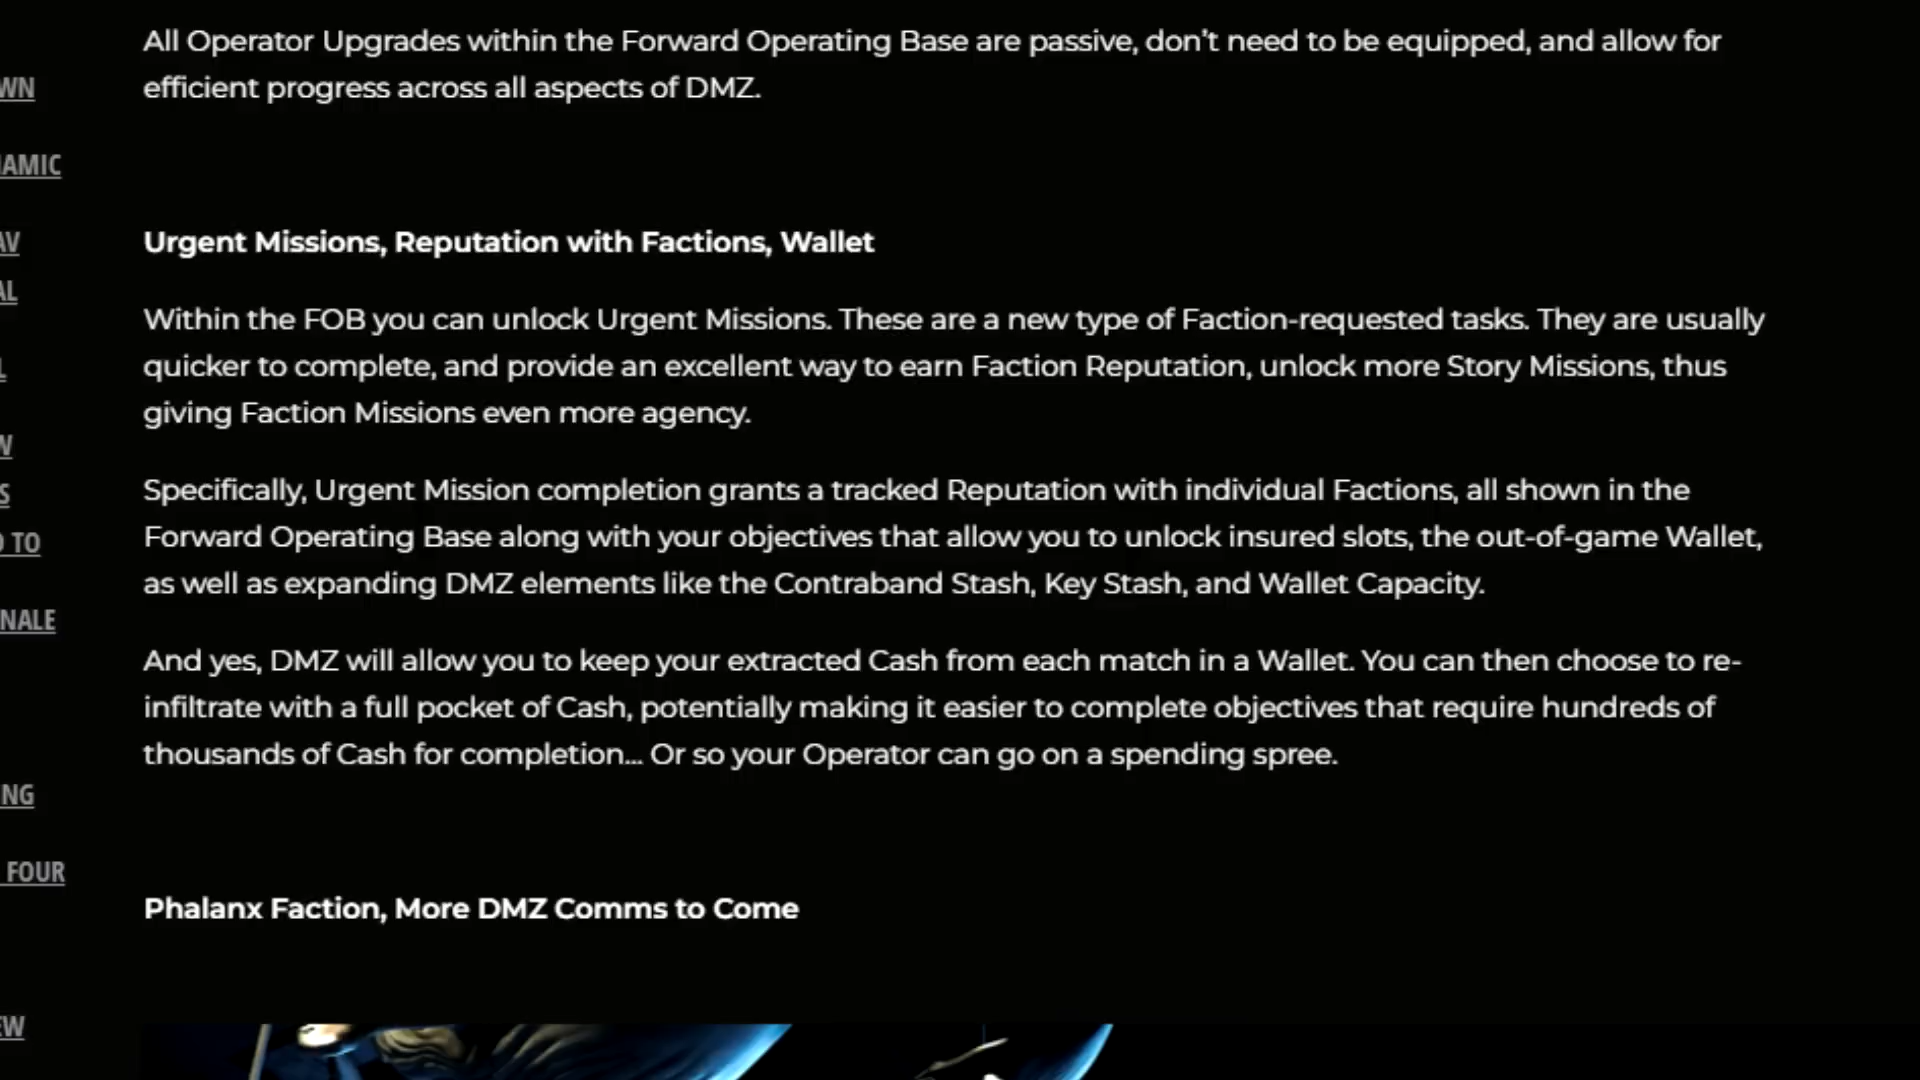 All Operator Upgrades within the Forward Operating Base are passive, don't need to be equipped, and allow for
efficient progress across all aspects of DMZ.
WN
NAMIC
AV
AL
L
W
S
TO
NALE
NG
FOUR
EW
Urgent Missions, Reputation with Factions, Wallet
Within the FOB you can unlock Urgent Missions. These are a new type of Faction-requested tasks. They are usually
quicker to complete, and provide an excellent way to earn Faction Reputation, unlock more Story Missions, thus
giving Faction Missions even more agency.
Specifically, Urgent Mission completion grants a tracked Reputation with individual Factions, all shown in the
Forward Operating Base along with your objectives that allow you to unlock insured slots, the out-of-game Wallet,
as well as expanding DMZ elements like the Contraband Stash, Key Stash, and Wallet Capacity.
And yes, DMZ will allow you to keep your extracted Cash from each match in a Wallet. You can then choose to re-
infiltrate with a full pocket of Cash, potentially making it easier to complete objectives that require hundreds of
thousands of Cash for completion... Or so your Operator can go on a spending spree.
Phalanx Faction, More DMZ Comms to Come